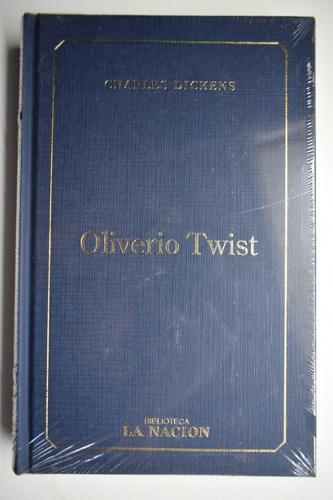 CHARLES DICKENS
Oliverio Twist
BIBLIOTECA
LA NACION